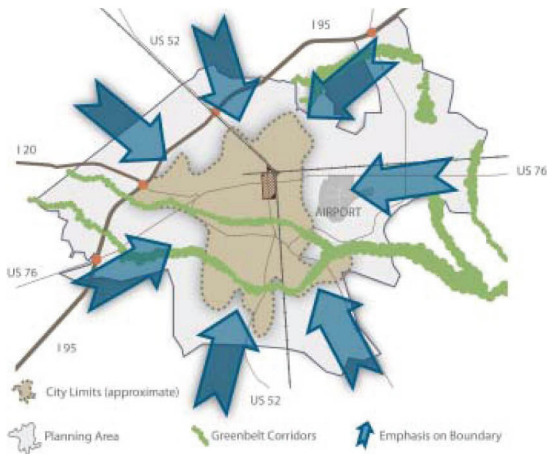 I 95
US 52
I 20
US 76
AIRPORT
US 76
I 95
US 52
City Limits (approximate)
Planning Area
Greenbelt Corridors
Emphasis on Boundary